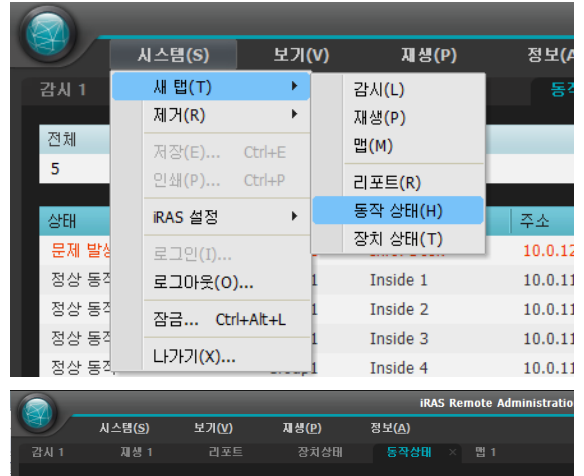 시스템(S) 보기(V) 재생(P) 정보(A
감시 1 동작
새 탭(T) 감시(L)
제거(R) 재생(P)
전체 맵(M)
저장(E)... Ctrl+E
5
인쇄(P)... Ctrl+P 리포트(R)
상태 iRAS 설정 동작 상태(H) 주소
장치 상태(T)
문제 발생 로그인(I)... 10.0.12
정상 동작 로그아웃(O)... 1 Inside 1 10.0.11
정상 동작 1 Inside 2 10.0.11
잠금... Ctrl+Alt+L
정상 동작 1 Inside 3 10.0.11
나가기(X)...
정상 동작 Inside 4 10.0.11
iRAS Remote Administratio
시스템(S) 보기(V) 재생(P) 정보(A)
감시 1 재생 1 리포트 장치상태 동작상태 × 맵 1